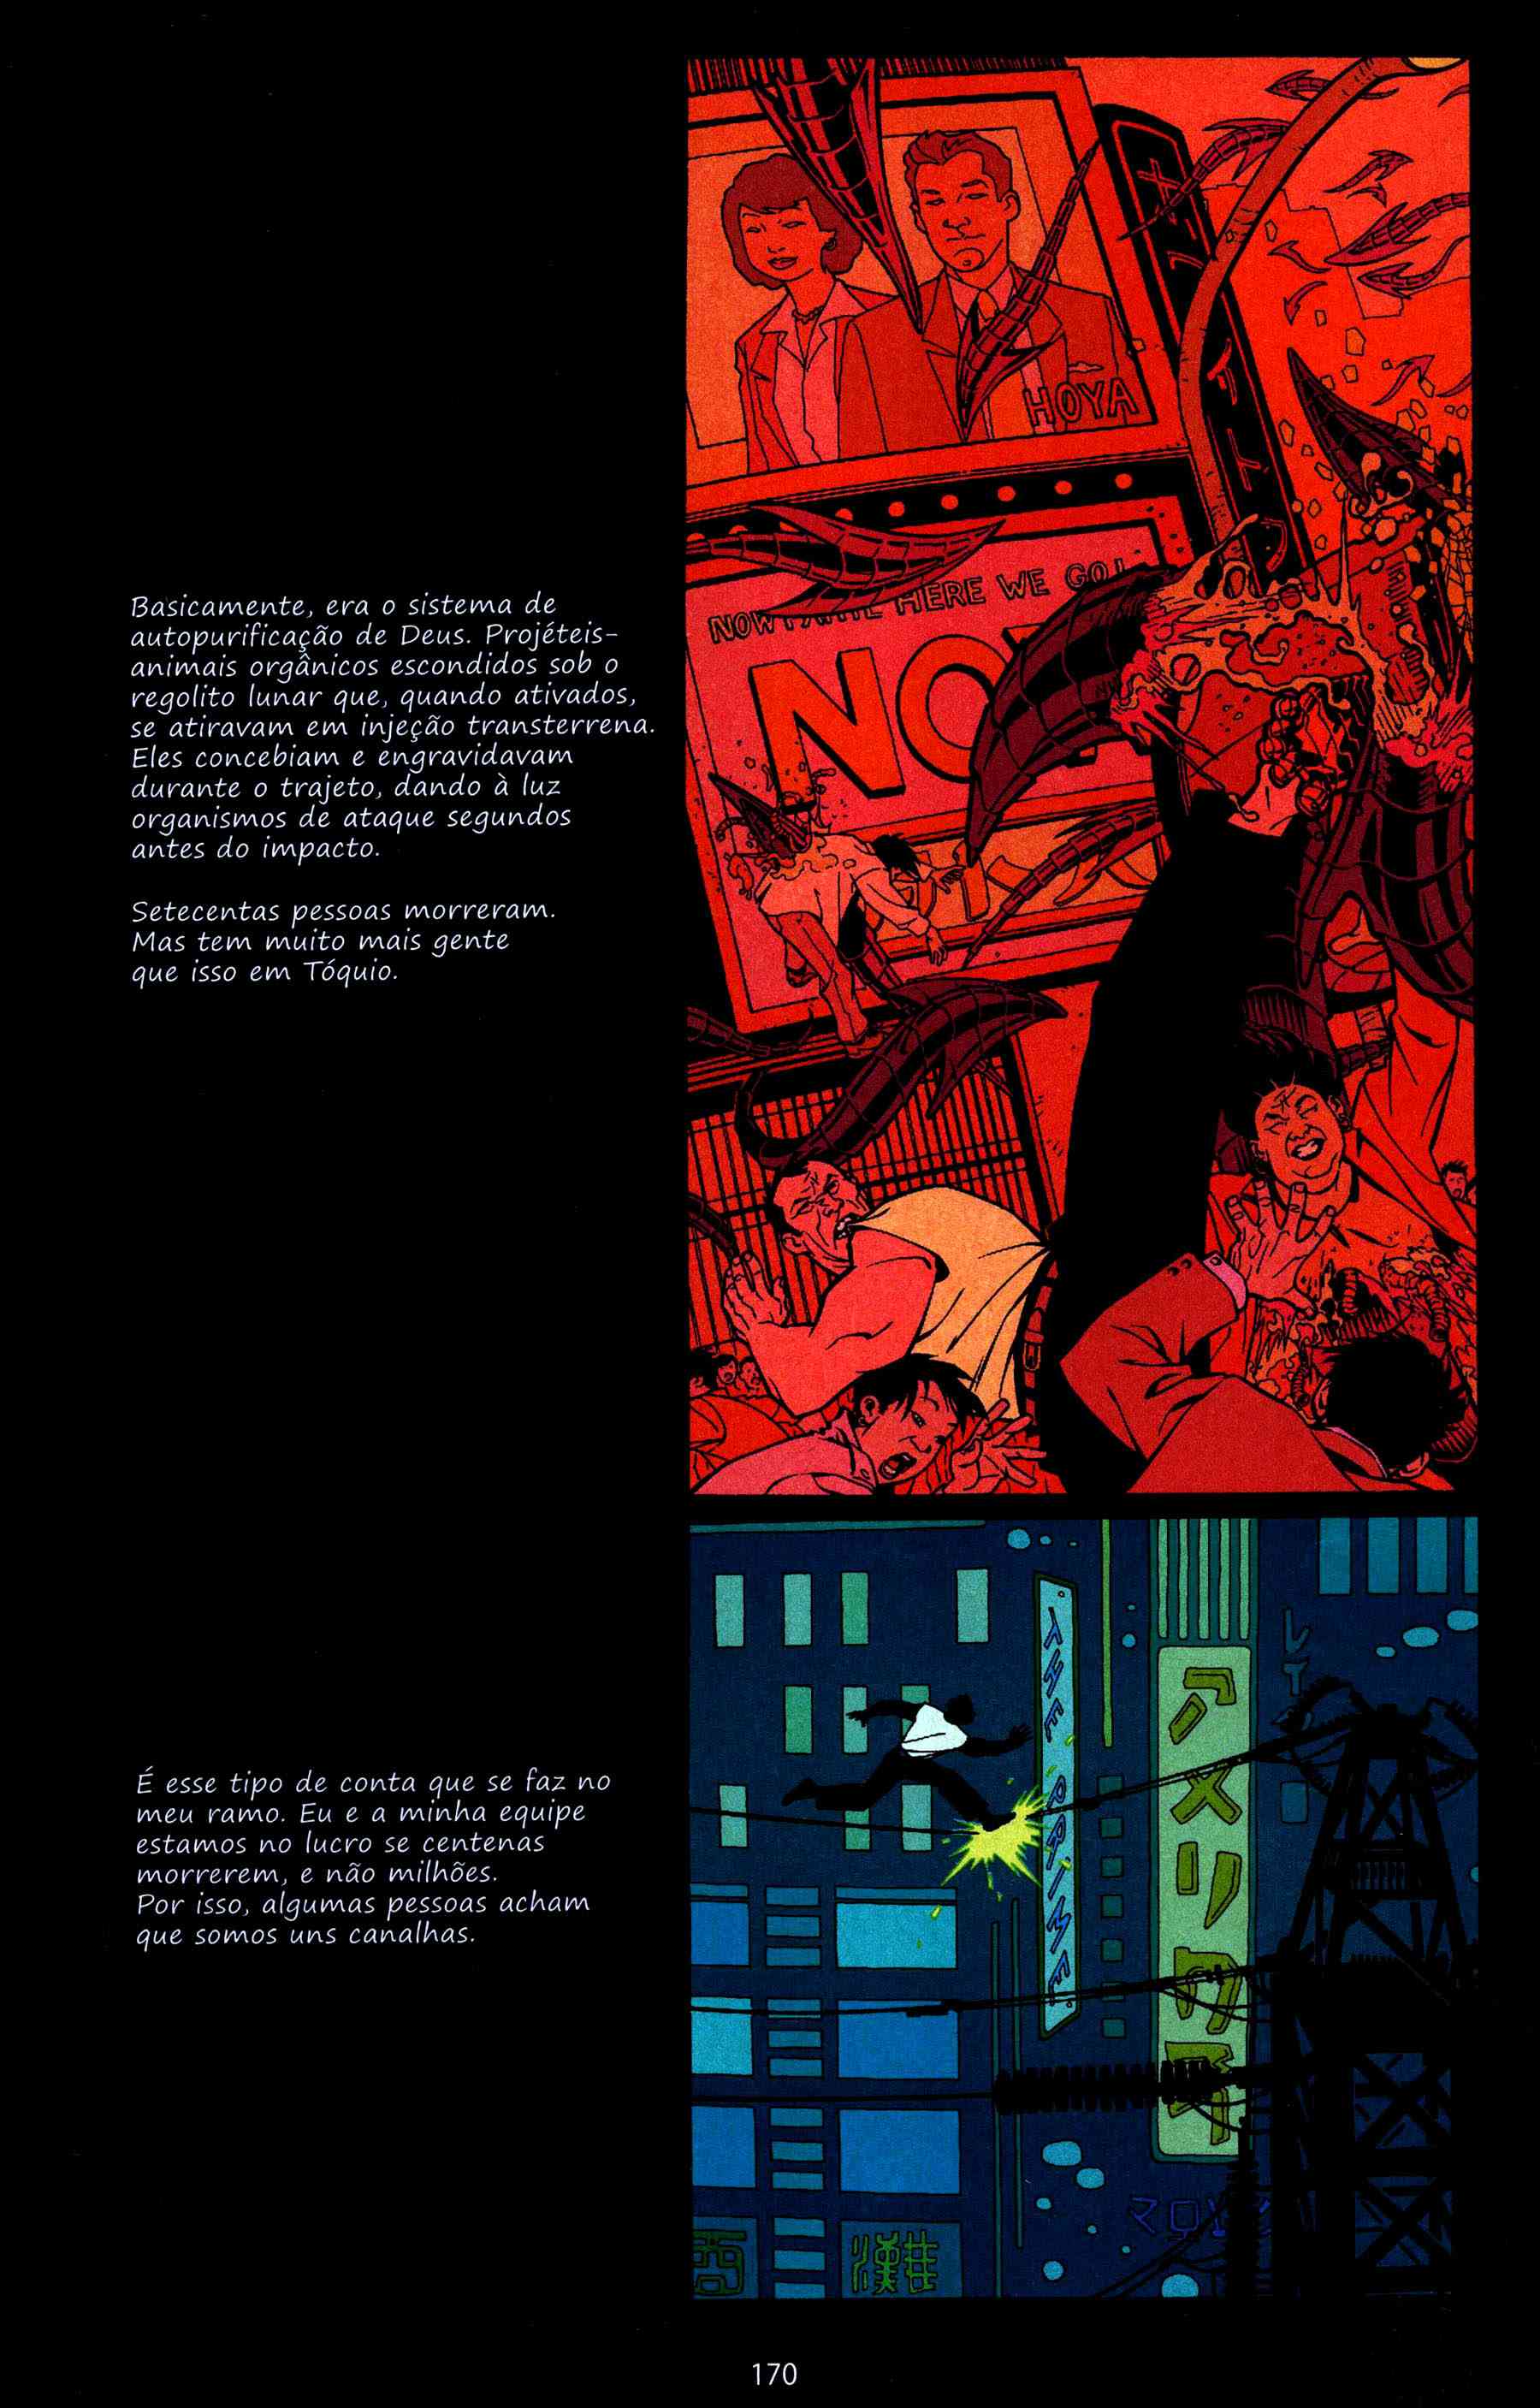 HOYA
HERE WE GO!
Basicamente, era o sistema de
autopurificação de Deus. Projéteis-
animais orgânicos escondidos sob o
regolito lunar que, quando ativados,
se atiravam em injeção transterrena.
Eles concebiam e engravidavam
durante o trajeto, dando à luz
organismos de ataque segundos
antes do impacto.
Setecentas pessoas morreram.
Mas tem muito mais gente
que isso em Tóquio.
THE PRIME
アメリ
É esse tipo de conta que se faz no
meu ramo. Eu e a minha equipe
estamos no lucro se centenas
morrerem, e não milhões.
Por isso, algumas pessoas acham
que somos uns canalhas.
170